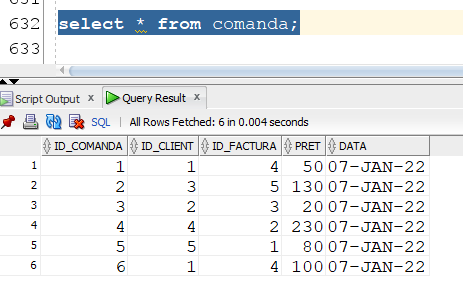 631
632 select * from comanda;
633
Script Output x Query Result x
SQL | All Rows Fetched: 6 in 0.004 seconds
ID_COMANDA ID_CLIENT ID_FACTURA PRET DATA
1 1 1 4 50 07-JAN-22
2 2 3 5 130 07-JAN-22
3 3 2 3 20 07-JAN-22
4 4 4 2 230 07-JAN-22
5 5 5 1 80 07-JAN-22
6 6 1 4 100 07-JAN-22